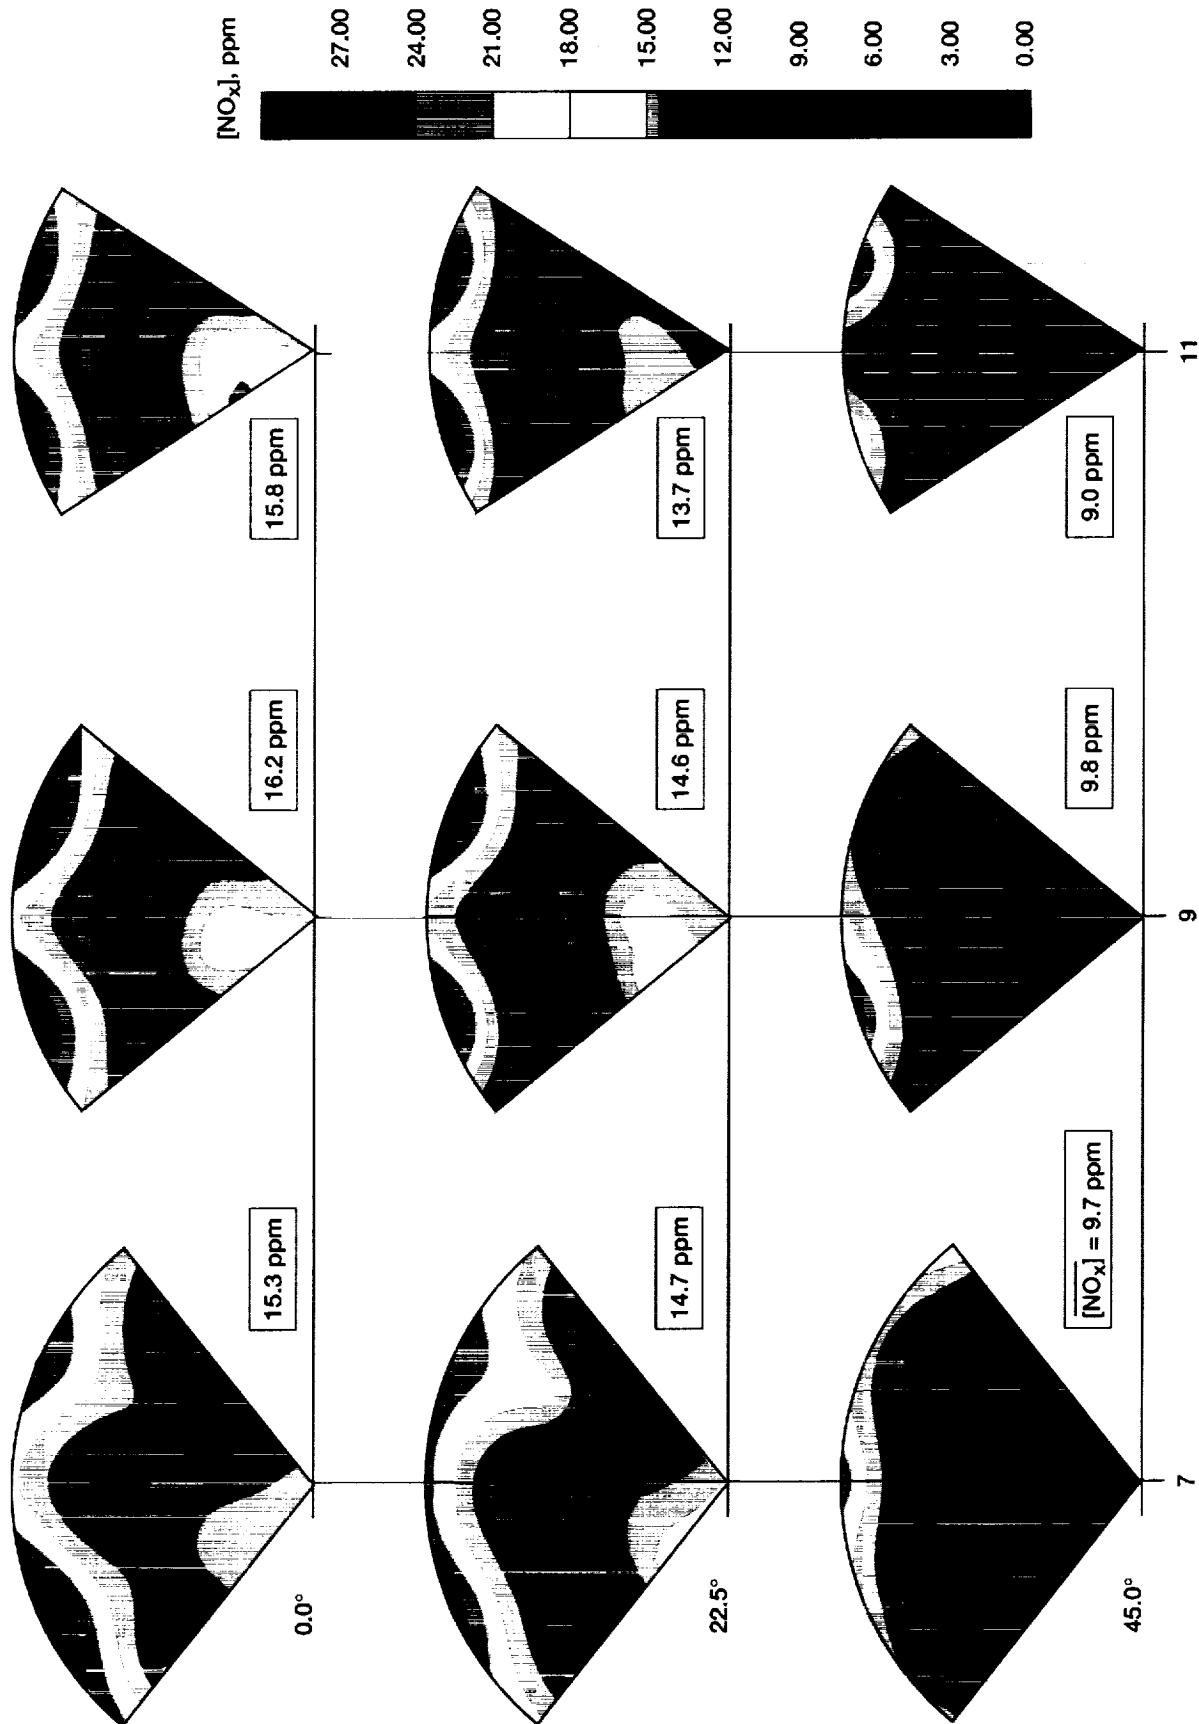 [NOₓ], ppm
27.00
24.00
21.00
18.00
15.00
12.00
9.00
6.00
3.00
0.00
0.0°
15.3 ppm
16.2 ppm
15.8 ppm
22.5°
14.7 ppm
14.6 ppm
13.7 ppm
45.0°
[NOₓ] = 9.7 ppm
9.8 ppm
9.0 ppm
7
9
11